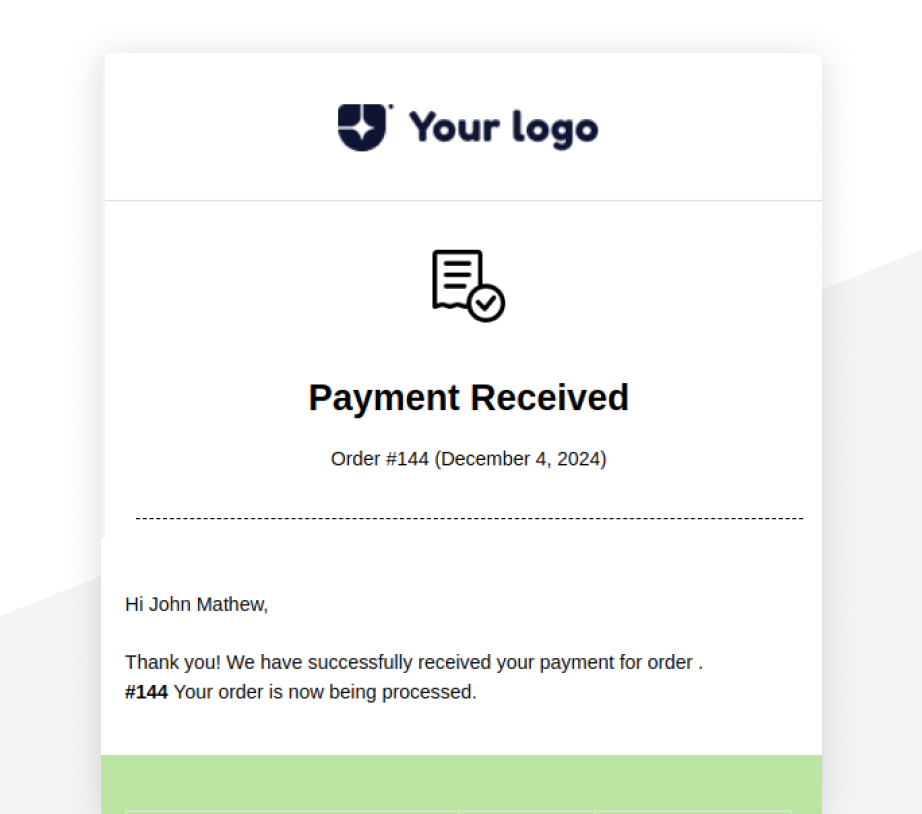 Your logo
Payment Received
Order #144 (December 4, 2024)
Hi John Mathew,
Thank you! We have successfully received your payment for order .
#144 Your order is now being processed.